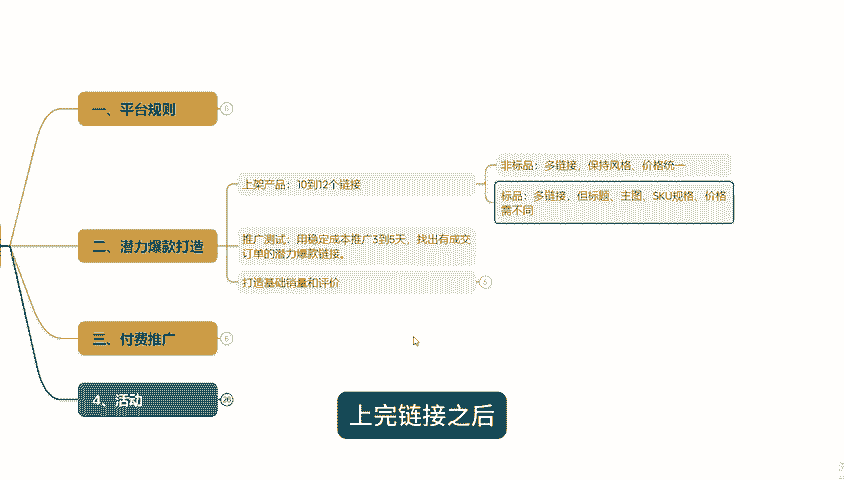 一、平台规则
二、潜力爆款打造
上架产品：10到12个链接
非标品：多链接，保持风格、价格统一
标品：多链接，但标题、主图、SKU规格、价格
需不同
推广测试：用稳定成本推广3到5天，找出有成交
订单的潜力爆款链接。
打造基础销量和评价
三、付费推广
4、活动
上完链接之后